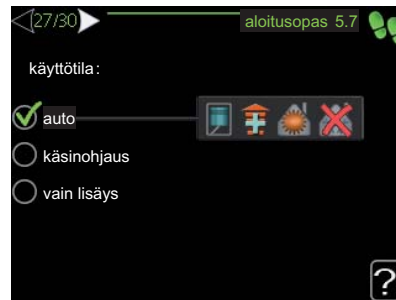 27/30 aloitusopas 5.7
käyttötila:
auto
käsinohjaus
vain lisäys
?